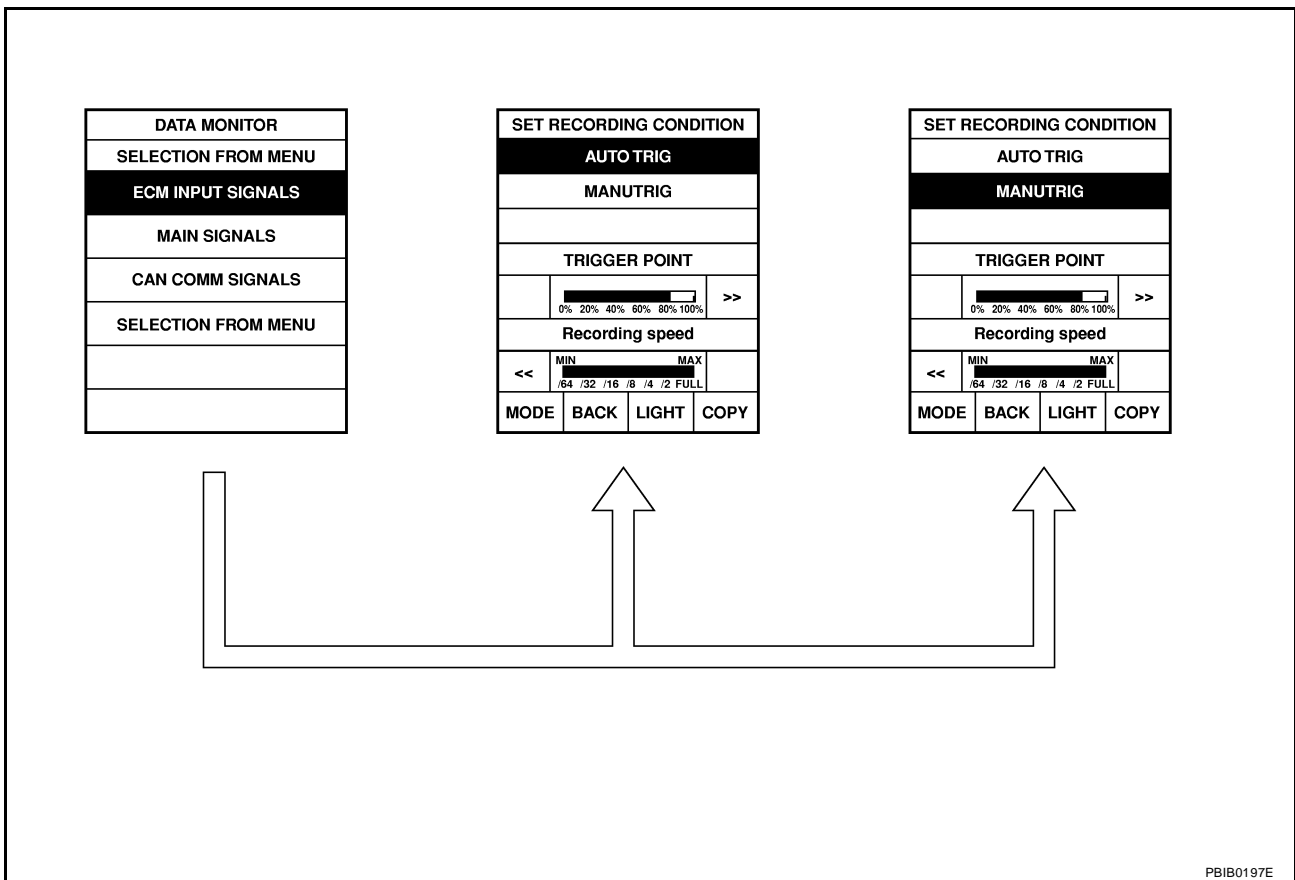 DATA MONITOR
SELECTION FROM MENU
ECM INPUT SIGNALS
MAIN SIGNALS
CAN COMM SIGNALS
SELECTION FROM MENU
SET RECORDING CONDITION
AUTO TRIG
MANUTRIG
TRIGGER POINT
>>
0% 20% 40% 60% 80% 100%
Recording speed
MIN MAX
<<
/64 /32 /16 /8 /4 /2 FULL
MODE BACK LIGHT COPY
SET RECORDING CONDITION
AUTO TRIG
MANUTRIG
TRIGGER POINT
>>
0% 20% 40% 60% 80% 100%
Recording speed
MIN MAX
<<
/64 /32 /16 /8 /4 /2 FULL
MODE BACK LIGHT COPY
PBIB0197E